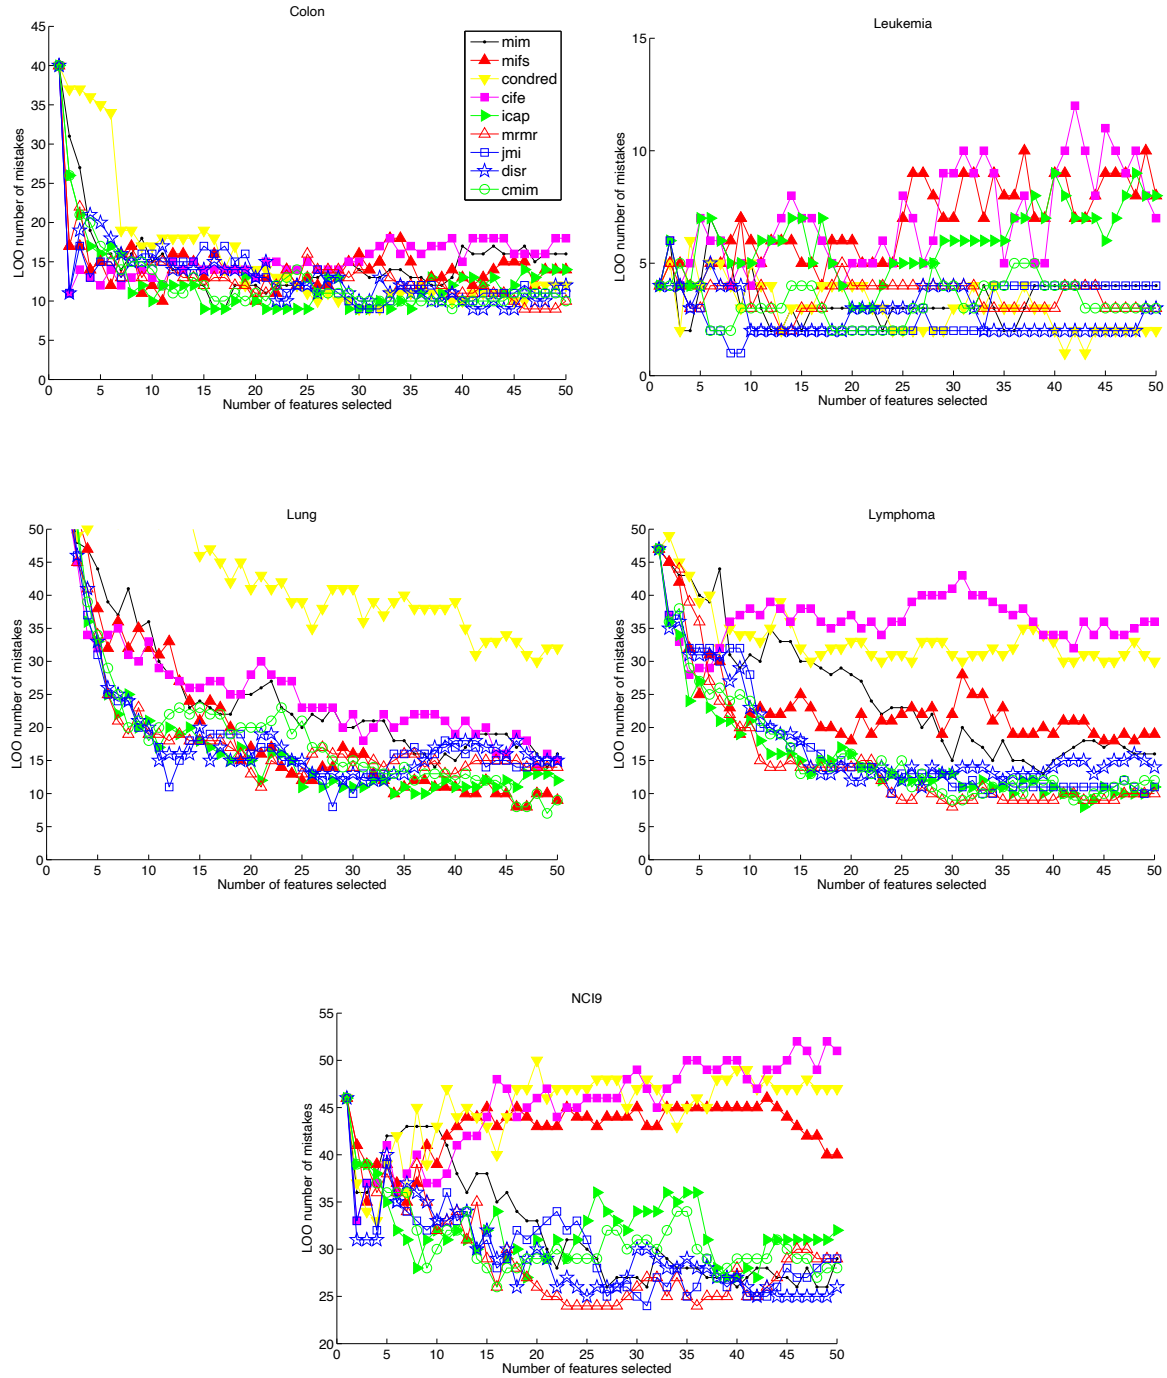 Colon
45
40
35
30
25
20
15
10
5
0
LOO number of mistakes
0 5 10 15 20 25 30 35 40 45 50
Number of features selected
mim
mifs
condred
cife
icap
mrmr
jmi
disr
cmim
Leukemia
15
10
5
0
LOO number of mistakes
0 5 10 15 20 25 30 35 40 45 50
Number of features selected
Lung
50
45
40
35
30
25
20
15
10
5
0
LOO number of mistakes
0 5 10 15 20 25 30 35 40 45 50
Number of features selected
Lymphoma
50
45
40
35
30
25
20
15
10
5
0
LOO number of mistakes
0 5 10 15 20 25 30 35 40 45 50
Number of features selected
NCI9
55
50
45
40
35
30
25
20
LOO number of mistakes
0 5 10 15 20 25 30 35 40 45 50
Number of features selected